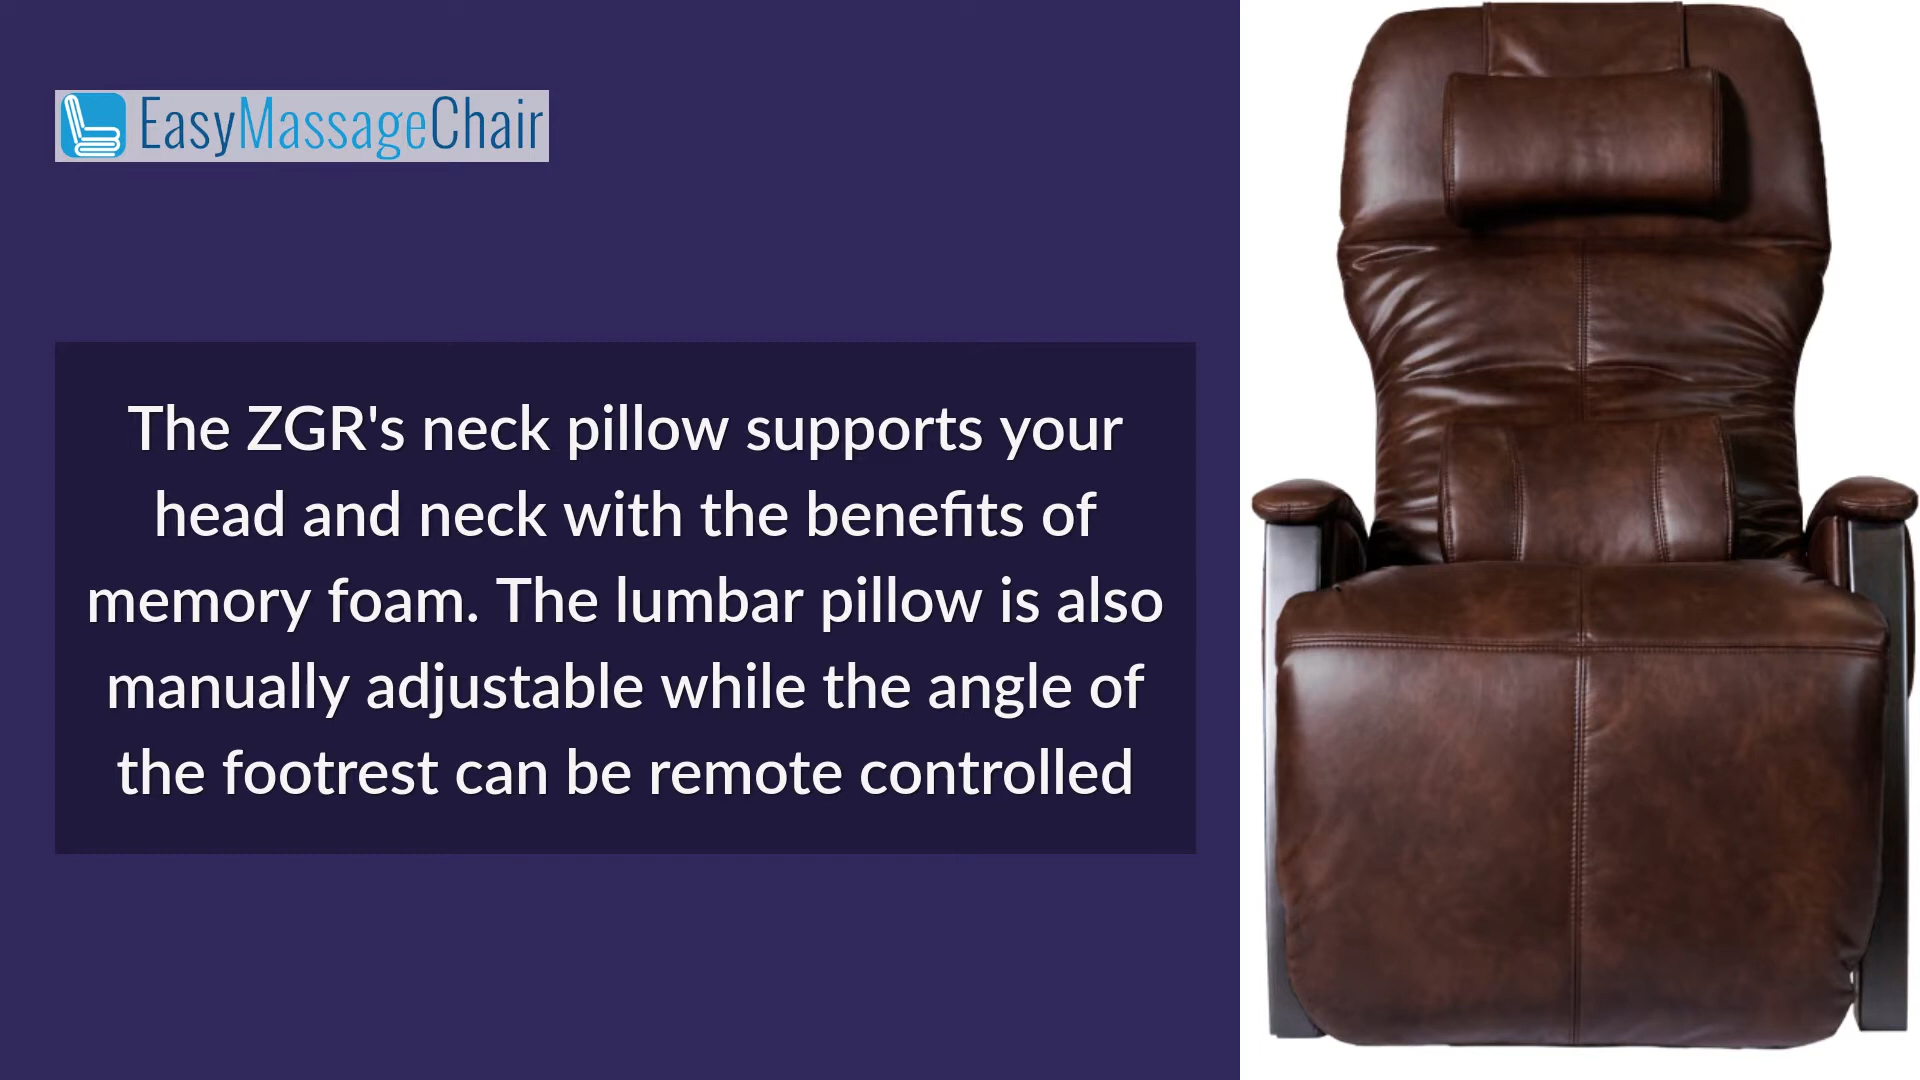 EasyMassageChair
The ZGR's neck pillow supports your
head and neck with the benefits of
memory foam. The lumbar pillow is also
manually adjustable while the angle of
the footrest can be remote controlled